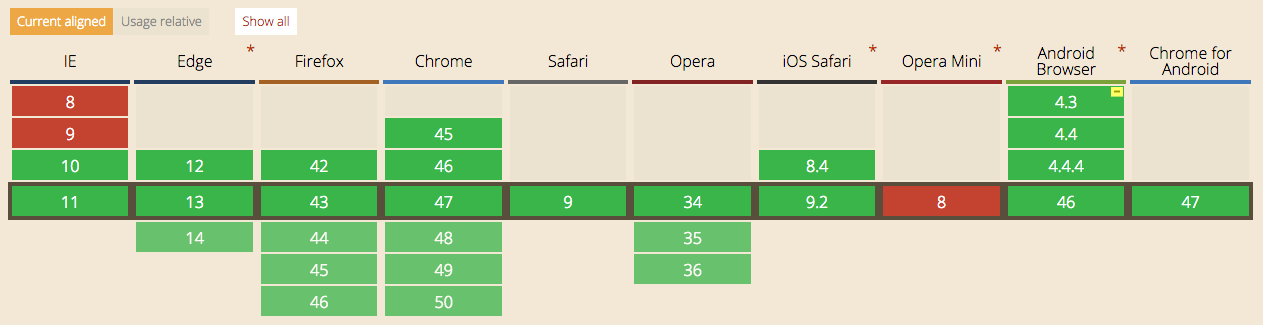 Current aligned Usage relative Show all
IE Edge * Firefox Chrome Safari Opera iOS Safari * Opera Mini * Android Browser * Chrome for Android
8 4.3 -
9 45 4.4
10 12 42 46 8.4 4.4.4
11 13 43 47 9 34 9.2 8 46 47
14 44 48 35
45 49 36
46 50